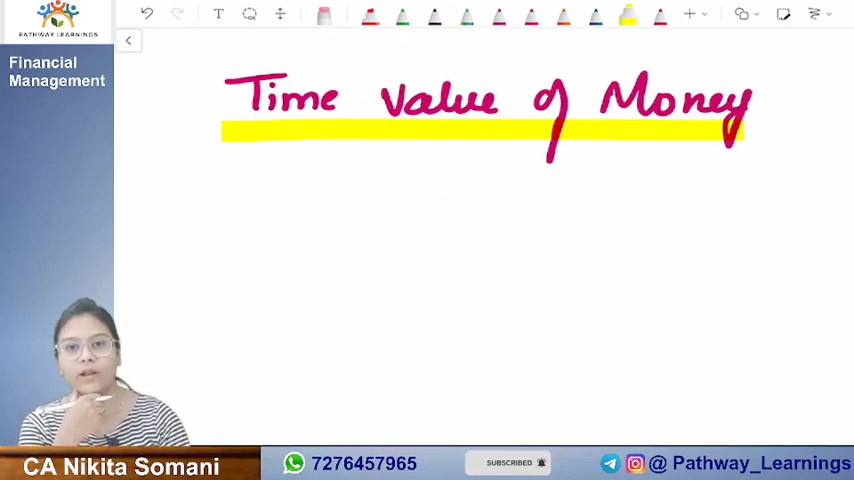 PATHWAY LEARNINGS
Financial
Management
T
Time value of Money
CA Nikita Somani
7276457965
SUBSCRIBED
@ Pathway_Learnings